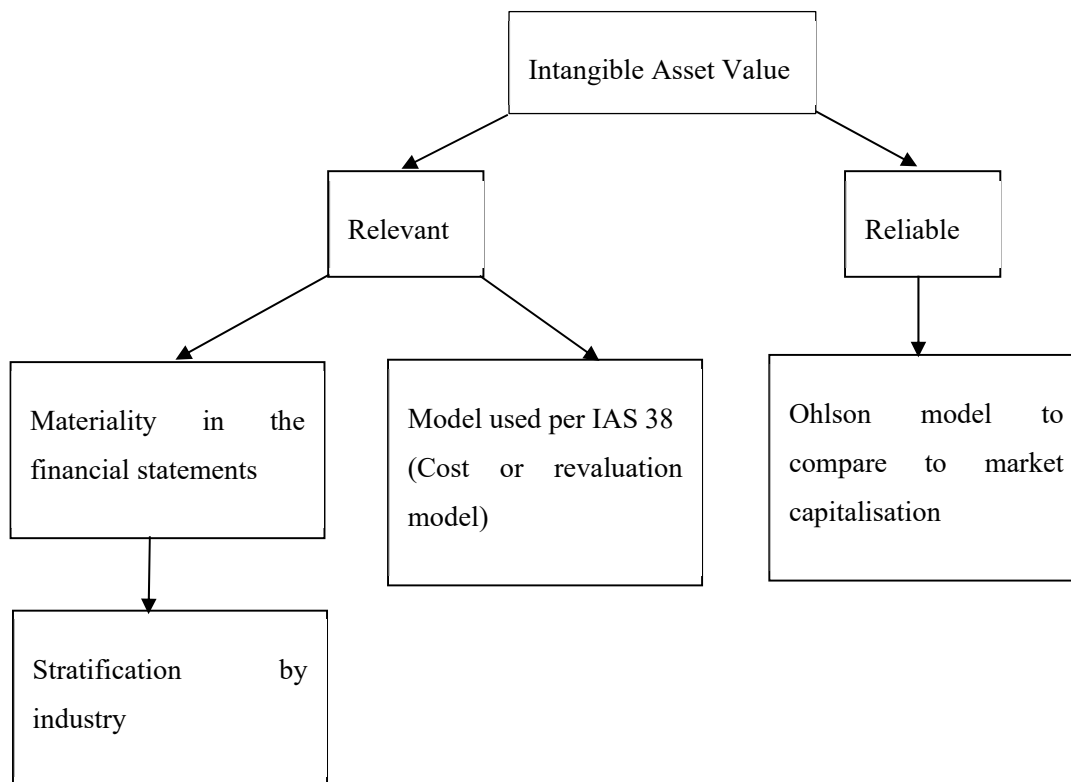 Intangible Asset Value
Relevant
Reliable
Materiality in the
financial statements
Model used per IAS 38
(Cost or revaluation
model)
Ohlson model to
compare to market
capitalisation
Stratification by
industry